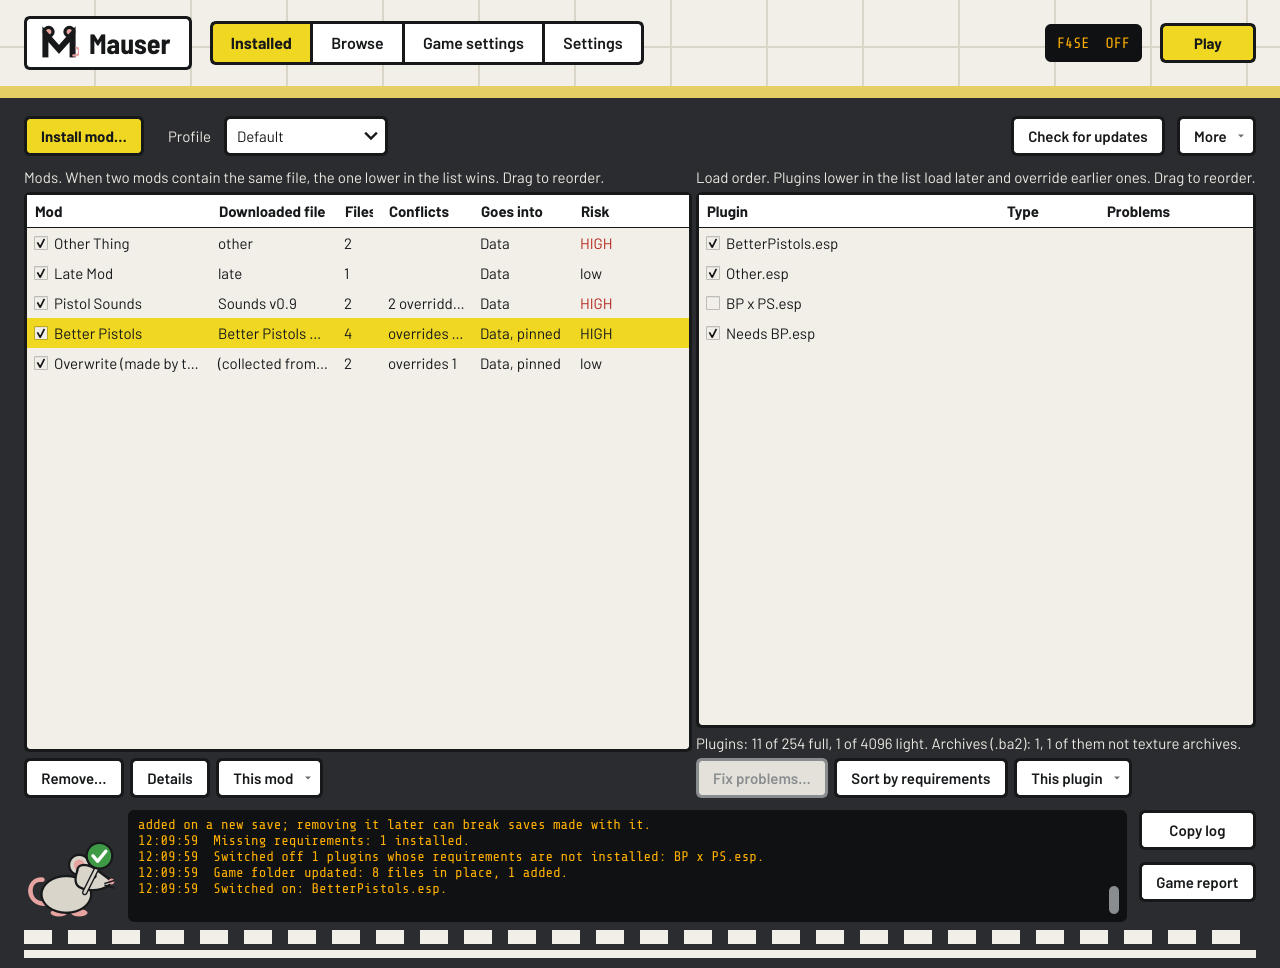 Mauser
Installed Browse Game settings Settings
F4SE OFF
Play
Install mod...
Profile
Default
Check for updates
More
Mods. When two mods contain the same file, the one lower in the list wins. Drag to reorder.
Load order. Plugins lower in the list load later and override earlier ones. Drag to reorder.
Mod Downloaded file Files Conflicts Goes into Risk
Other Thing other 2 Data HIGH
Late Mod late 1 Data low
Pistol Sounds Sounds v0.9 2 2 overridd... Data HIGH
Better Pistols Better Pistols ... 4 overrides ... Data, pinned HIGH
Overwrite (made by t... (collected from... 2 overrides 1 Data, pinned low
Plugin Type Problems
BetterPistols.esp
Other.esp
BP x PS.esp
Needs BP.esp
Plugins: 11 of 254 full, 1 of 4096 light. Archives (.ba2): 1, 1 of them not texture archives.
Remove... Details This mod
Fix problems... Sort by requirements This plugin
added on a new save; removing it later can break saves made with it.
12:09:59 Missing requirements: 1 installed.
12:09:59 Switched off 1 plugins whose requirements are not installed: BP x PS.esp.
12:09:59 Game folder updated: 8 files in place, 1 added.
12:09:59 Switched on: BetterPistols.esp.
Copy log
Game report